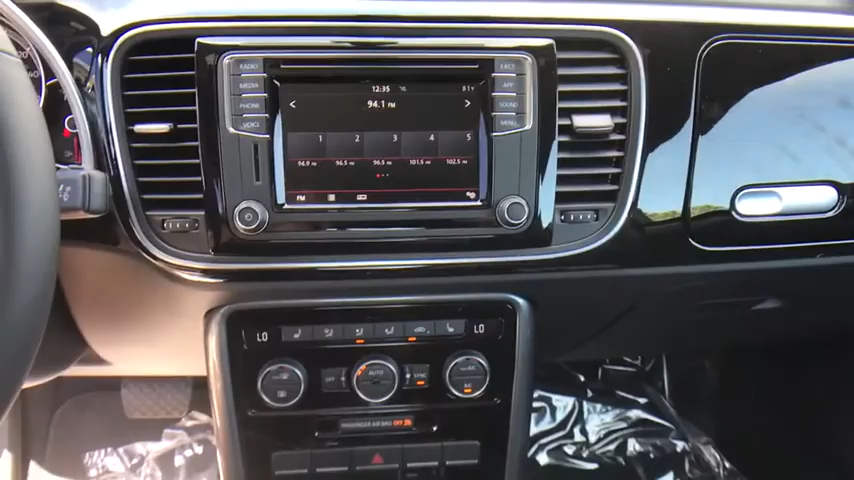 RADIO
MEDIA
PHONE
VOICE
12:35
94.1 FM
EJECT
APP
SOUND
MENU
1 2 3 4 5
94.9 FM 96.5 FM 96.5 FM 101.5 FM 102.5 FM
FM
LO LO
OFF AUTO SYNC A/C
PASSENGER AIR BAG OFF